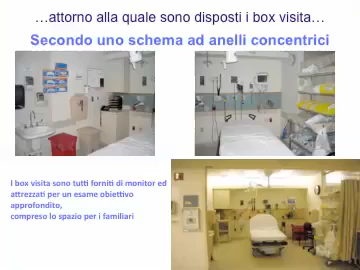 …attorno alla quale sono disposti i box visita…
Secondo uno schema ad anelli concentrici
I box visita sono tutti forniti di monitor ed
attrezzati per un esame obiettivo
approfondito,
compreso lo spazio per i familiari